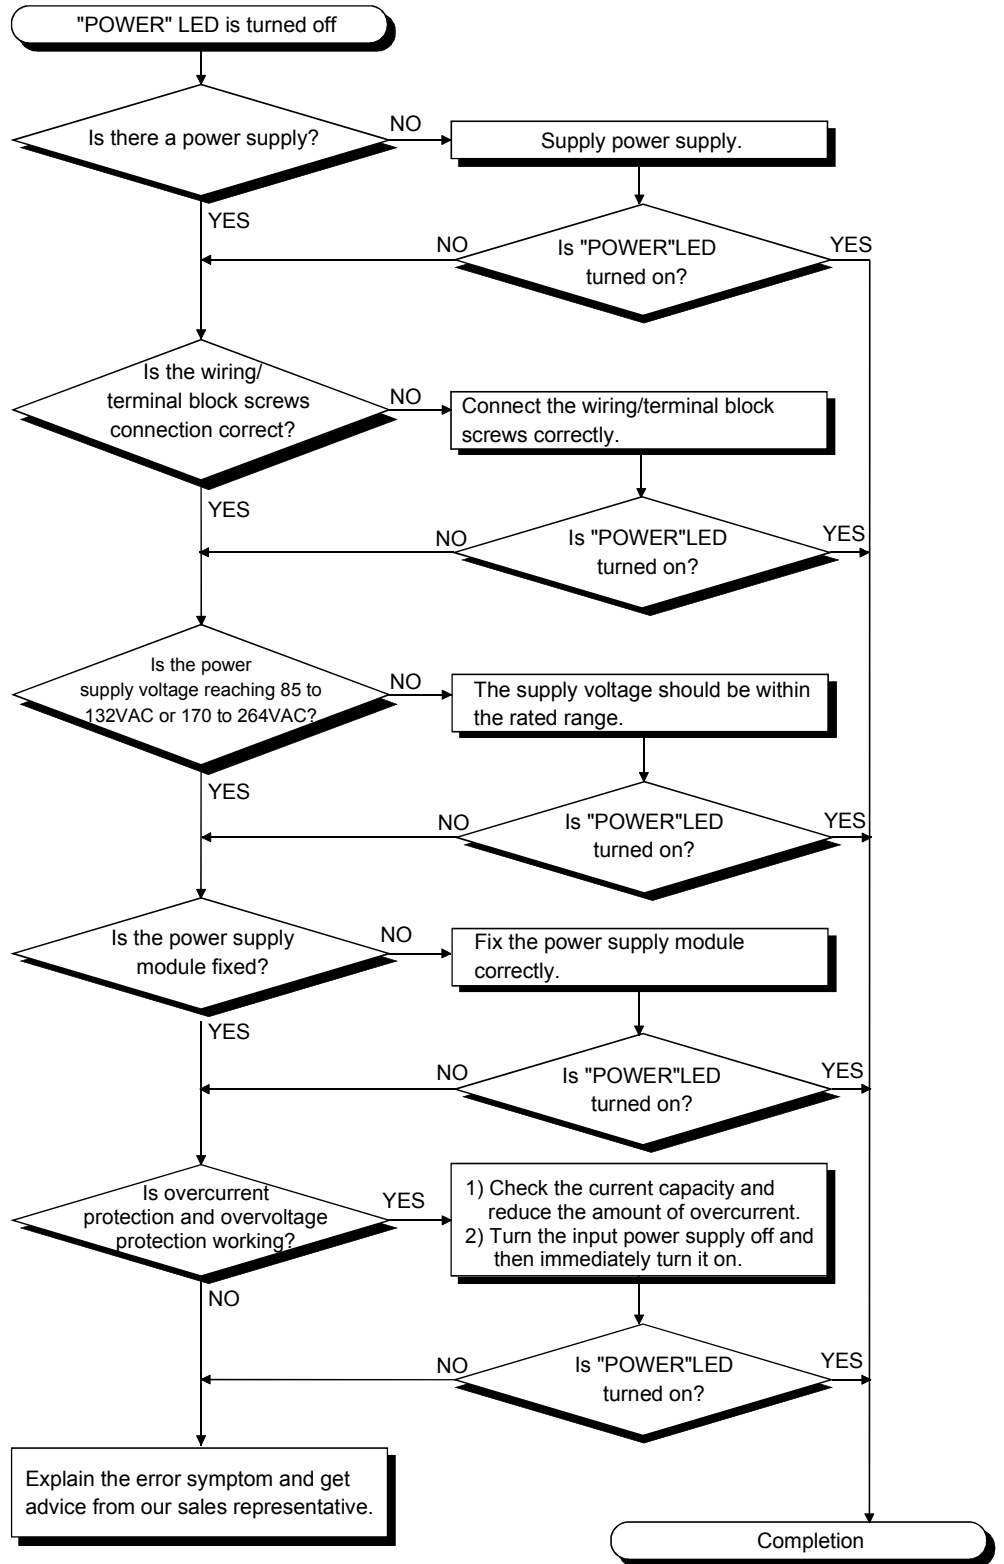 "POWER" LED is turned off
Is there a power supply?
NO
Supply power supply.
YES
NO
Is "POWER"LED
turned on?
YES
Is the wiring/
terminal block screws
connection correct?
NO
Connect the wiring/terminal block
screws correctly.
YES
NO
Is "POWER"LED
turned on?
YES
Is the power
supply voltage reaching 85 to
132VAC or 170 to 264VAC?
NO
The supply voltage should be within
the rated range.
YES
NO
Is "POWER"LED
turned on?
YES
Is the power supply
module fixed?
NO
Fix the power supply module
correctly.
YES
NO
Is "POWER"LED
turned on?
YES
Is overcurrent
protection and overvoltage
protection working?
YES
1) Check the current capacity and
reduce the amount of overcurrent.
2) Turn the input power supply off and
then immediately turn it on.
NO
NO
Is "POWER"LED
turned on?
YES
Explain the error symptom and get
advice from our sales representative.
Completion